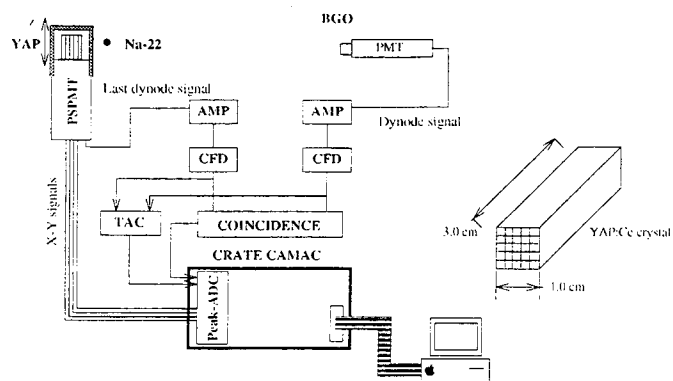 BGO
YAP
Na-22
PMT
PSPMT
Last dynode signal
AMP
AMP
Dynode signal
CFD
CFD
X-Y signals
TAC
COINCIDENCE
3.0 cm
YAP:Ce crystal
CRATE CAMAC
1.0 cm
Peak-ADC